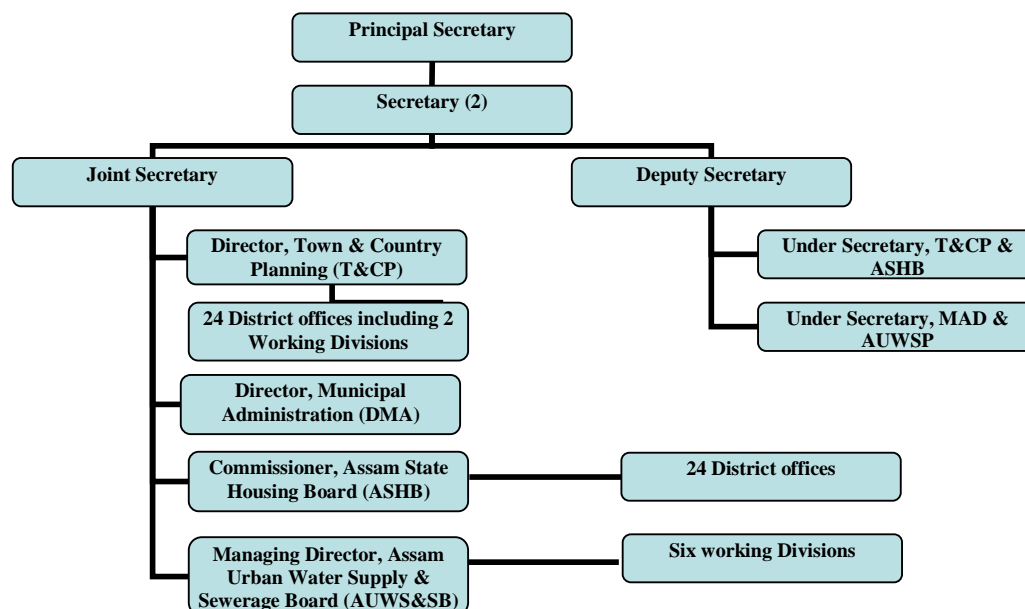 Principal Secretary
Secretary (2)
Joint Secretary
Deputy Secretary
Director, Town & Country
Planning (T&CP)
Under Secretary, T&CP &
ASHB
24 District offices including 2
Working Divisions
Under Secretary, MAD &
AUWSP
Director, Municipal
Administration (DMA)
Commissioner, Assam State
Housing Board (ASHB)
24 District offices
Managing Director, Assam
Urban Water Supply &
Sewerage Board (AUWS&SB)
Six working Divisions